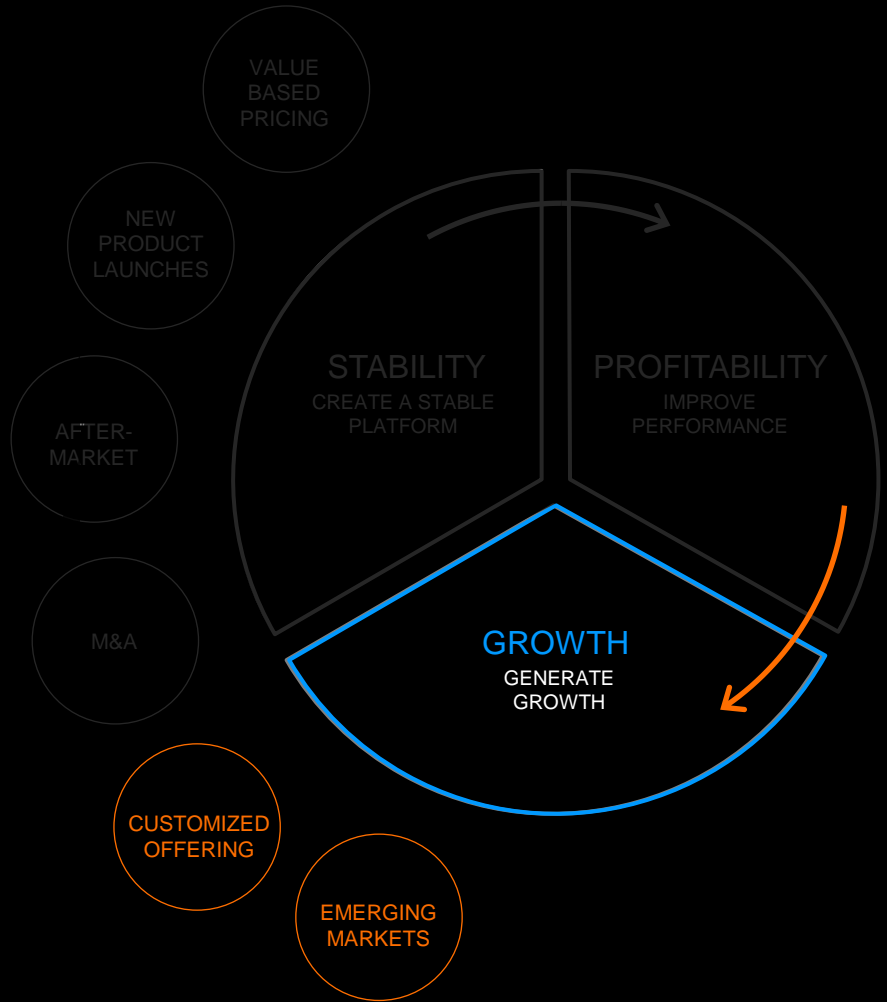 VALUE
BASED
PRICING
NEW
PRODUCT
LAUNCHES
STABILITY
CREATE A STABLE
PLATFORM
PROFITABILITY
IMPROVE
PERFORMANCE
AFTER-
MARKET
M&A
GROWTH
GENERATE
GROWTH
CUSTOMIZED
OFFERING
EMERGING
MARKETS